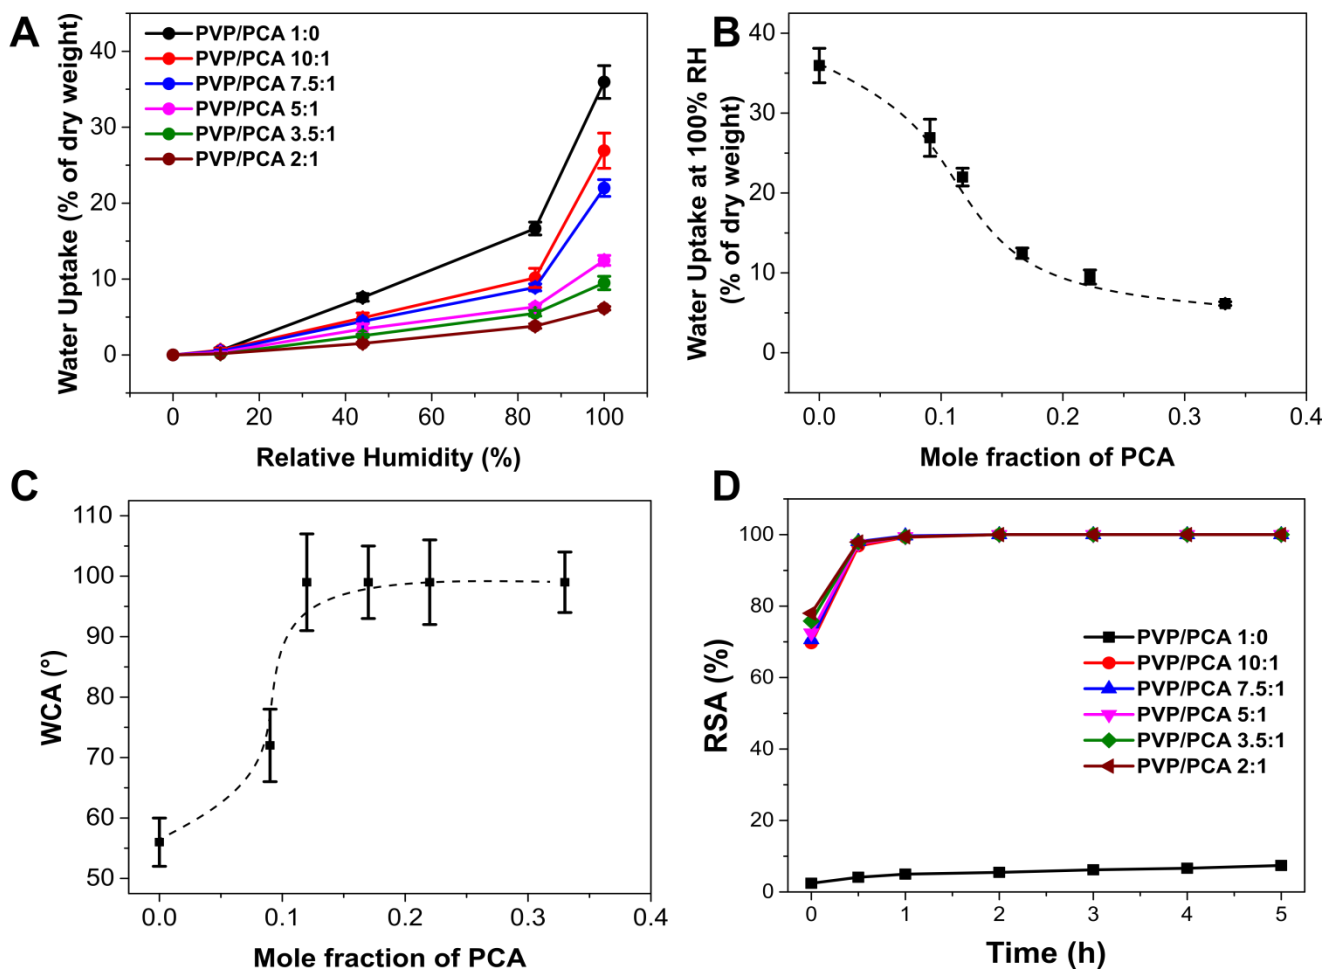 A
Water Uptake (% of dry weight)
40
30
20
10
0
PVP/PCA 1:0
PVP/PCA 10:1
PVP/PCA 7.5:1
PVP/PCA 5:1
PVP/PCA 3.5:1
PVP/PCA 2:1
0 20 40 60 80 100
Relative Humidity (%)
B
Water Uptake at 100% RH
(% of dry weight)
40
30
20
10
0
0.0 0.1 0.2 0.3 0.4
Mole fraction of PCA
C
WCA (°)
110
100
90
80
70
60
50
0.0 0.1 0.2 0.3 0.4
Mole fraction of PCA
D
RSA (%)
100
80
60
40
20
0
PVP/PCA 1:0
PVP/PCA 10:1
PVP/PCA 7.5:1
PVP/PCA 5:1
PVP/PCA 3.5:1
PVP/PCA 2:1
0 1 2 3 4 5
Time (h)